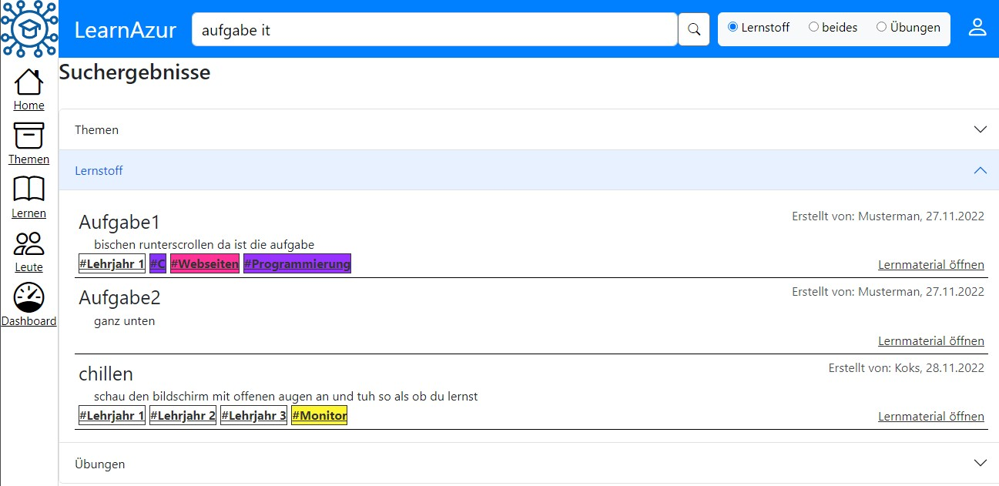 LearnAzur
aufgabe it
Lernstoff beides Übungen
Suchergebnisse
Home
Themen
Lernen
Leute
Dashboard
Themen
Lernstoff
Aufgabe1
Erstellt von: Musterman, 27.11.2022
bischen runterscrollen da ist die aufgabe
#Lehrjahr 1 #C #Webseiten #Programmierung
Lernmaterial öffnen
Aufgabe2
Erstellt von: Musterman, 27.11.2022
ganz unten
Lernmaterial öffnen
chillen
Erstellt von: Koks, 28.11.2022
schau den bildschirm mit offenen augen an und tuh so als ob du lernst
#Lehrjahr 1 #Lehrjahr 2 #Lehrjahr 3 #Monitor
Lernmaterial öffnen
Übungen